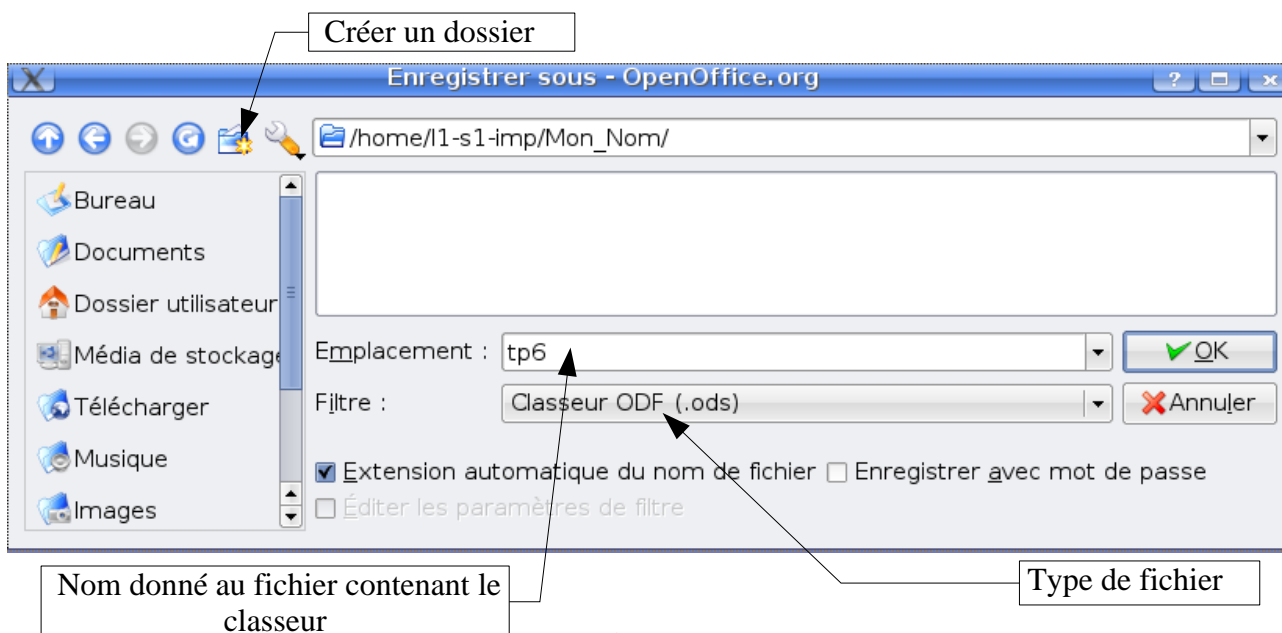 Créer un dossier
Enregistrer sous - OpenOffice.org
/home/l1-s1-imp/Mon_Nom/
Bureau
Documents
Dossier utilisateur
Média de stockage
Télécharger
Musique
Images
Emplacement : tp6
OK
Filtre : Classeur ODF (.ods)
Annuler
Extension automatique du nom de fichier
Enregistrer avec mot de passe
Éditer les paramètres de filtre
Nom donné au fichier contenant le
classeur
Type de fichier